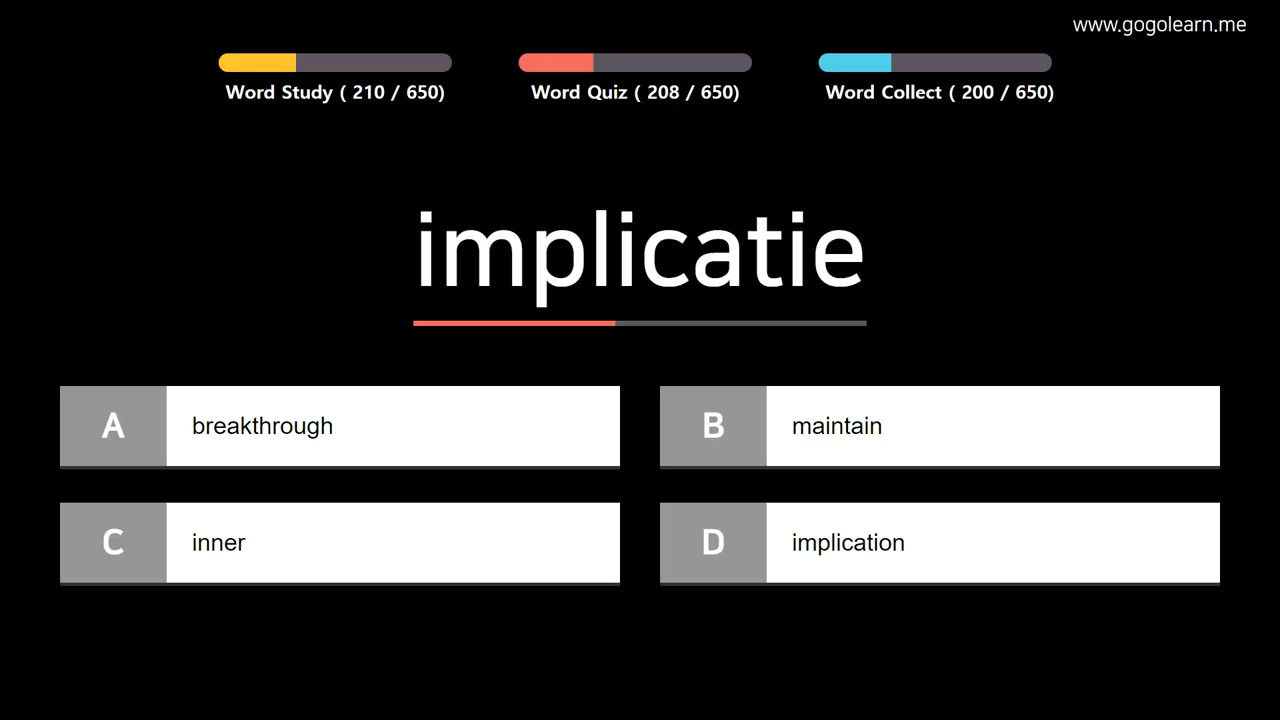 www.gogolearn.me
Word Study ( 210 / 650)
Word Quiz ( 208 / 650)
Word Collect ( 200 / 650)
implicatie
A breakthrough
B maintain
C inner
D implication